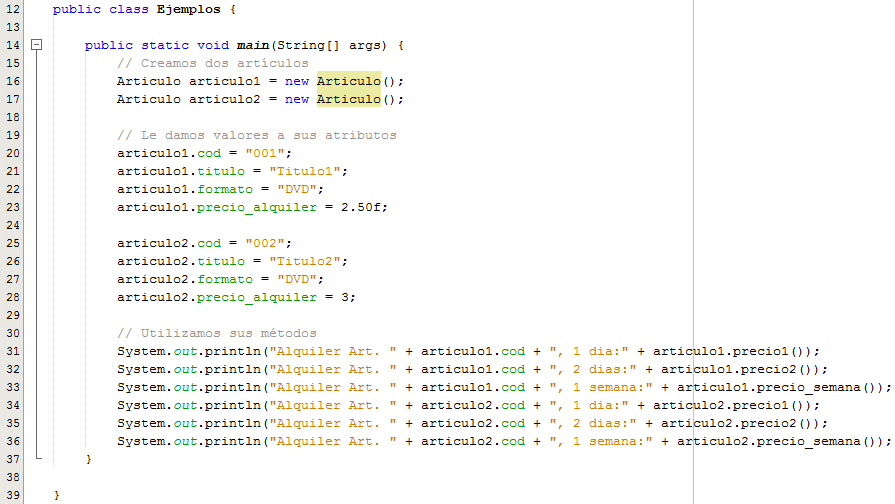 12 public class Ejemplos {
13
14 public static void main(String[] args) {
15 // Creamos dos artículos
16 Articulo articulo1 = new Articulo();
17 Articulo articulo2 = new Articulo();
18
19 // Le damos valores a sus atributos
20 articulo1.cod = "001";
21 articulo1.titulo = "Titulo1";
22 articulo1.formato = "DVD";
23 articulo1.precio_alquiler = 2.50f;
24
25 articulo2.cod = "002";
26 articulo2.titulo = "Titulo2";
27 articulo2.formato = "DVD";
28 articulo2.precio_alquiler = 3;
29
30 // Utilizamos sus métodos
31 System.out.println("Alquiler Art. " + articulo1.cod + ", 1 dia:" + articulo1.precio1());
32 System.out.println("Alquiler Art. " + articulo1.cod + ", 2 dias:" + articulo1.precio2());
33 System.out.println("Alquiler Art. " + articulo1.cod + ", 1 semana:" + articulo1.precio_semana());
34 System.out.println("Alquiler Art. " + articulo2.cod + ", 1 dia:" + articulo2.precio1());
35 System.out.println("Alquiler Art. " + articulo2.cod + ", 2 dias:" + articulo2.precio2());
36 System.out.println("Alquiler Art. " + articulo2.cod + ", 1 semana:" + articulo2.precio_semana());
37 }
38
39 }